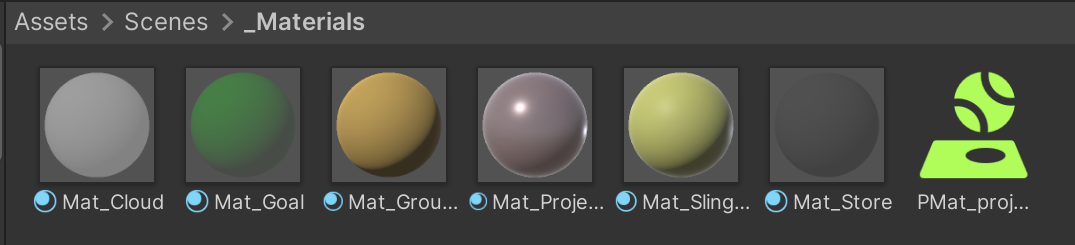 Assets > Scenes > _Materials
Mat_Cloud Mat_Goal Mat_Grou... Mat_Proje... Mat_Sling... Mat_Store PMat_proj...